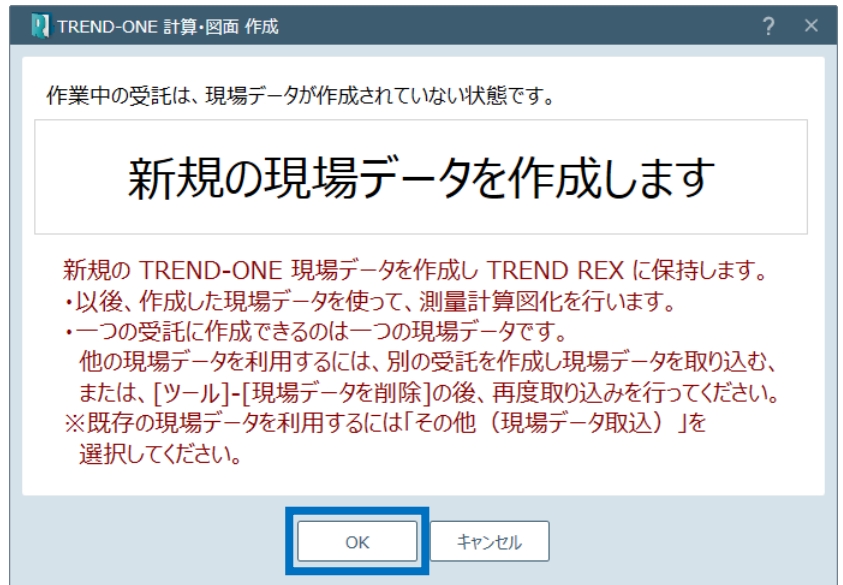 TREND-ONE 計算・図面 作成
作業中の受託は、現場データが作成されていない状態です。
新規の現場データを作成します
新規の TREND-ONE 現場データを作成し TREND REX に保持します。
・以後、作成した現場データを使って、測量計算図化を行います。
・一つの受託に作成できるのは一つの現場データです。
他の現場データを利用するには、別の受託を作成し現場データを取り込む、
または、[ツール]-[現場データを削除]の後、再度取り込みを行ってください。
※既存の現場データを利用するには「その他（現場データ取込）」を
選択してください。
OK
キャンセル